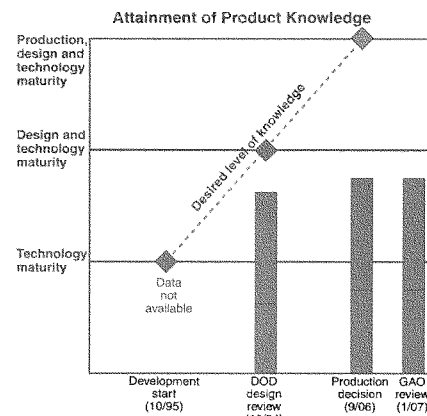 Attainment of Product Knowledge
Production,
design and
technology
maturity
Design and
technology
maturity
Technology
maturity
Desired level of knowledge
Data
not
available
Development
start
(10/95)
DOD
design
review
Production
decision
(9/06)
GAO
review
(1/07)